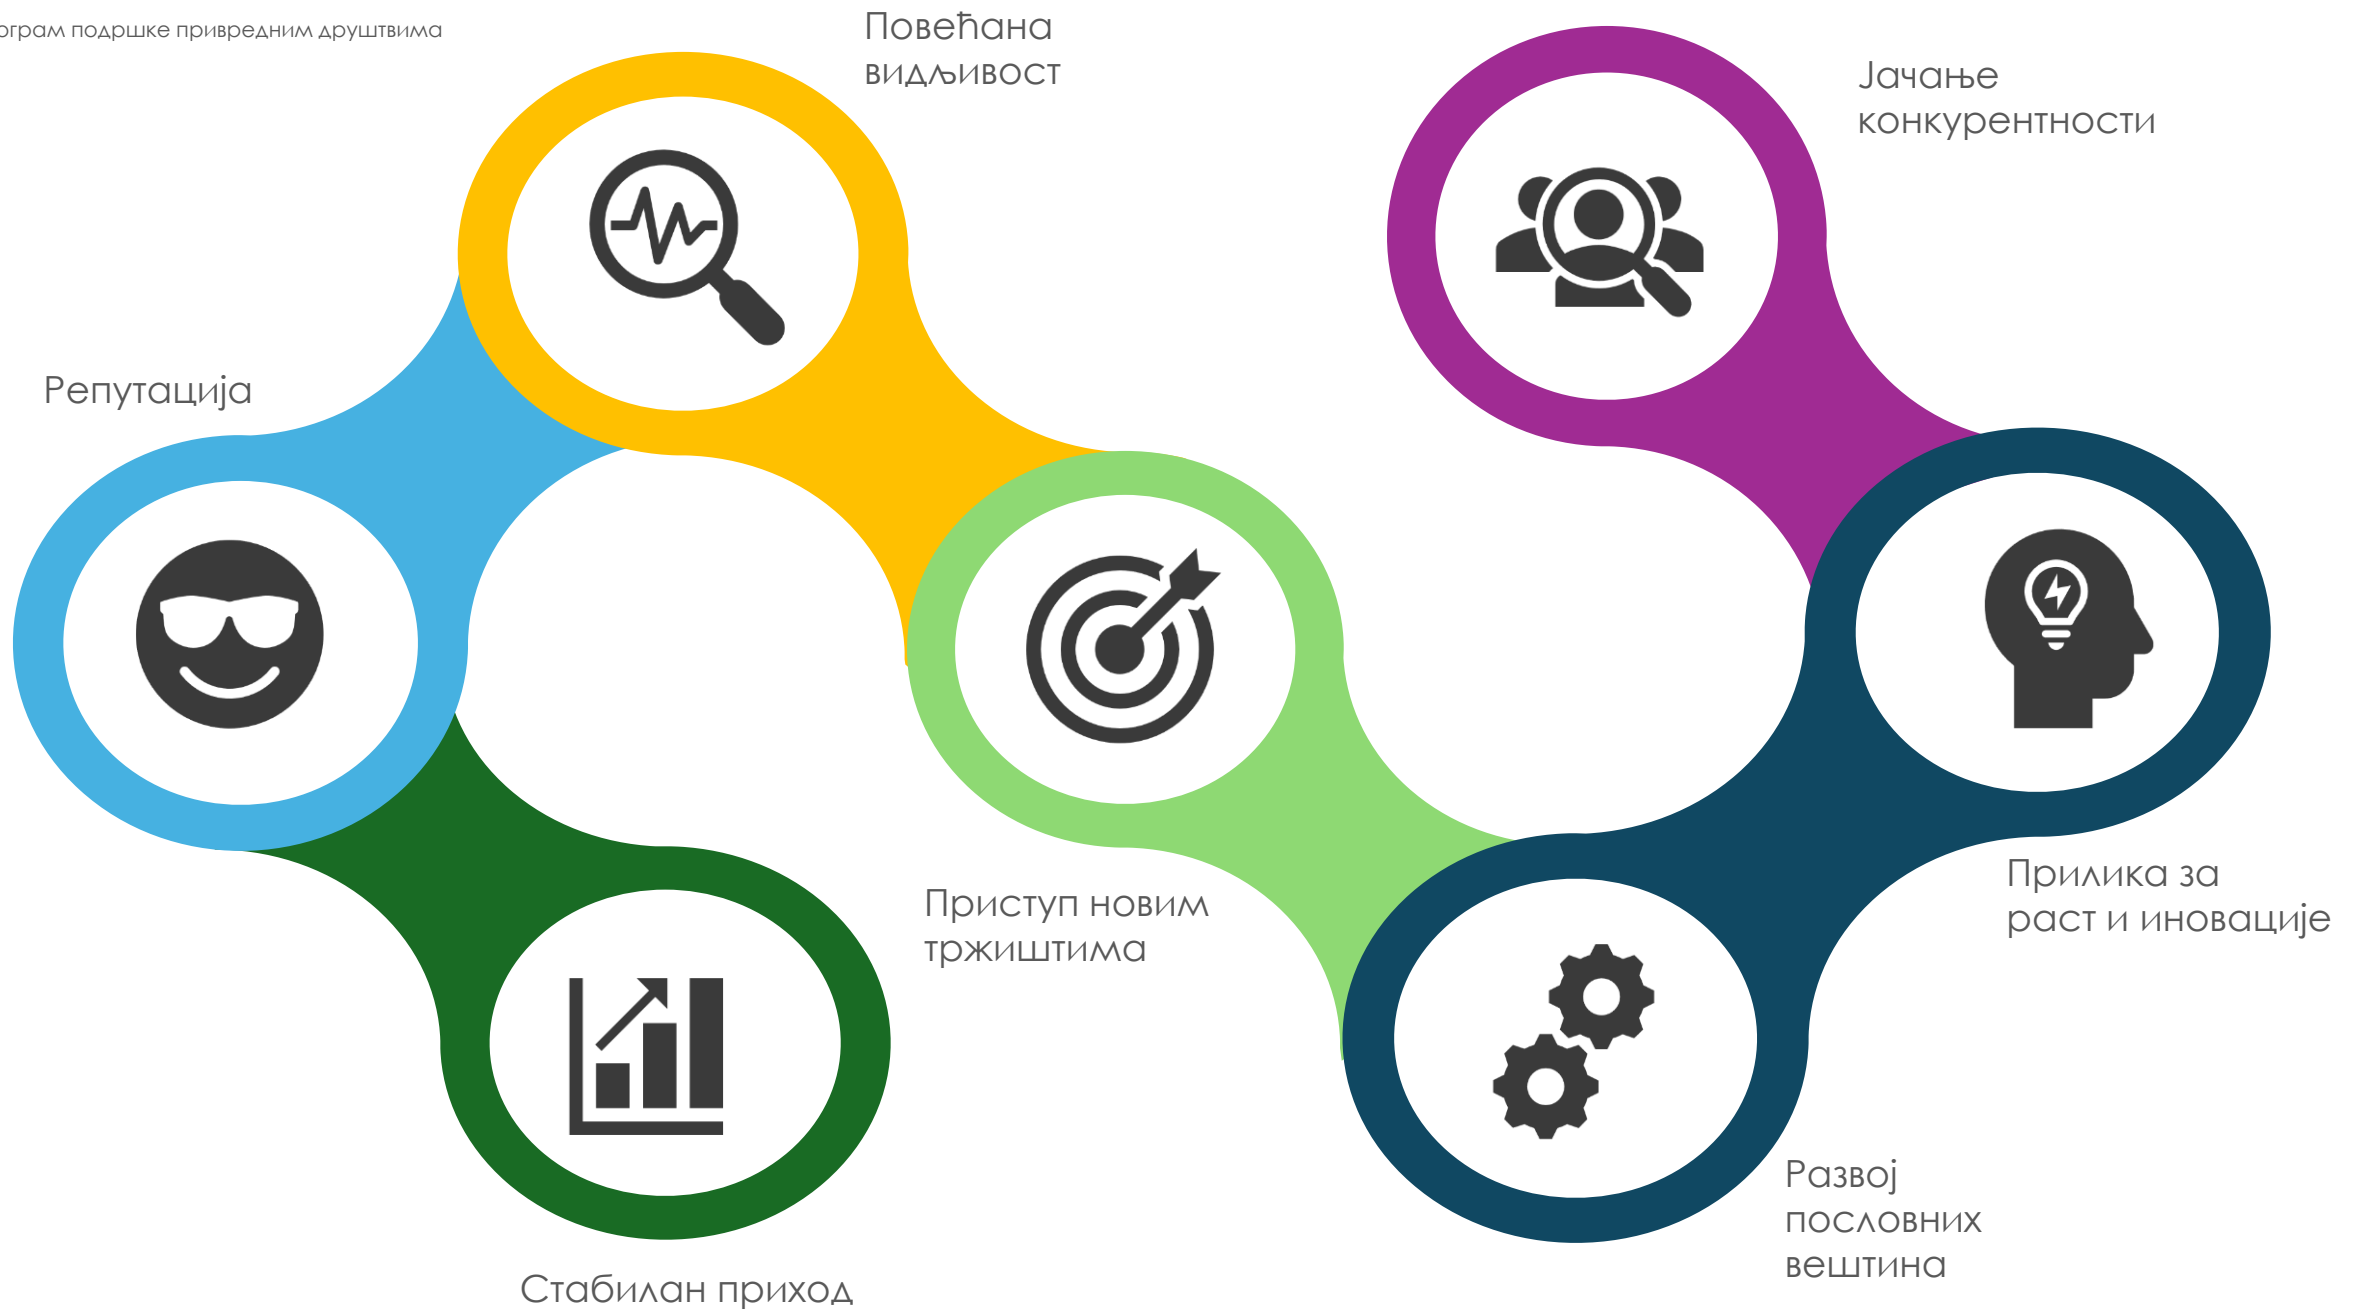 подршке привредним друштвима
Повећана
видљивост
Јачање
конкурентности
Репутација
Приступ новим
тржиштима
Прилика за
раст и иновације
Развој
пословних
вештина
Стабилан приход